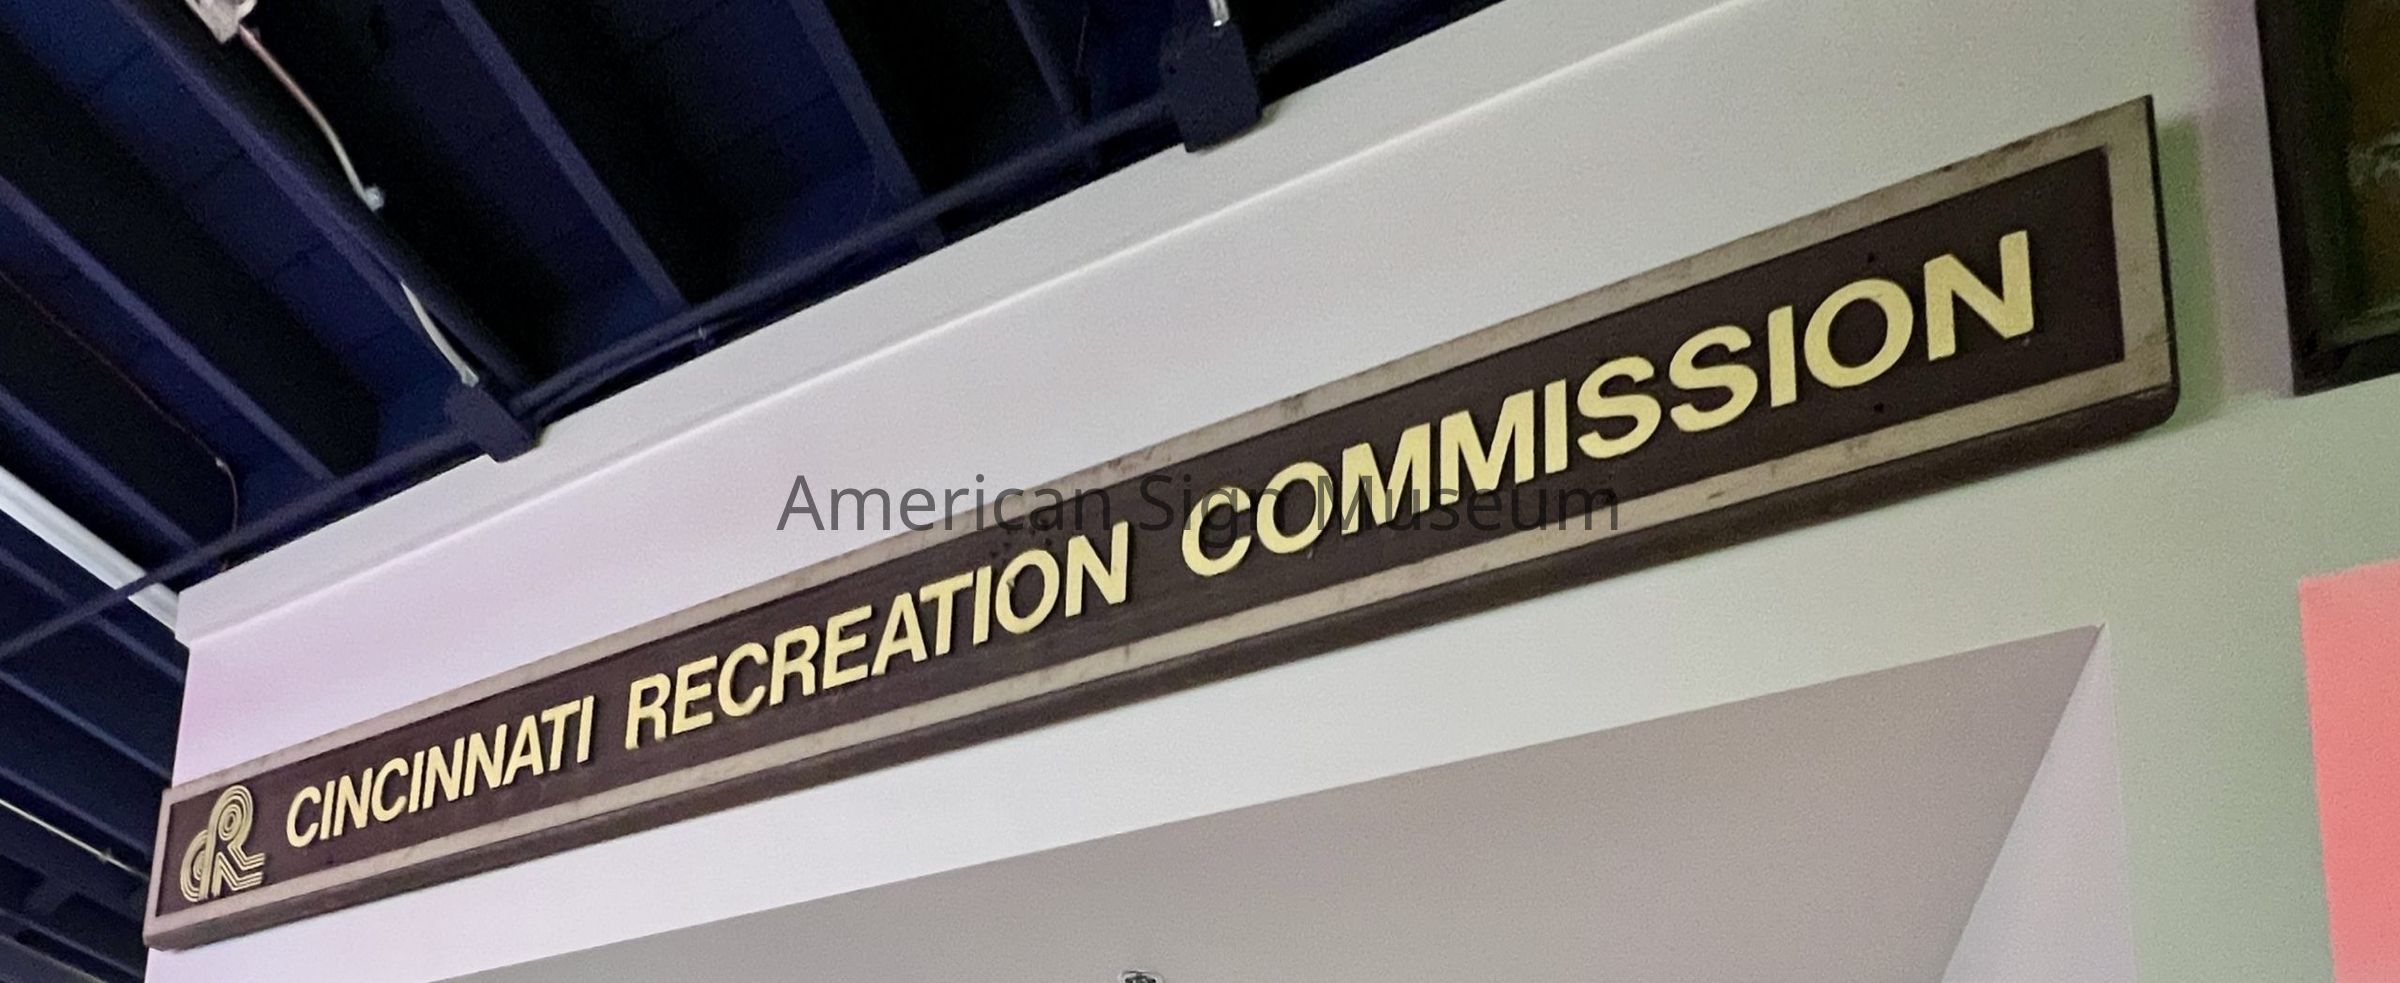 CINCINNATI RECREATION COMMISSION
American Sign Museum